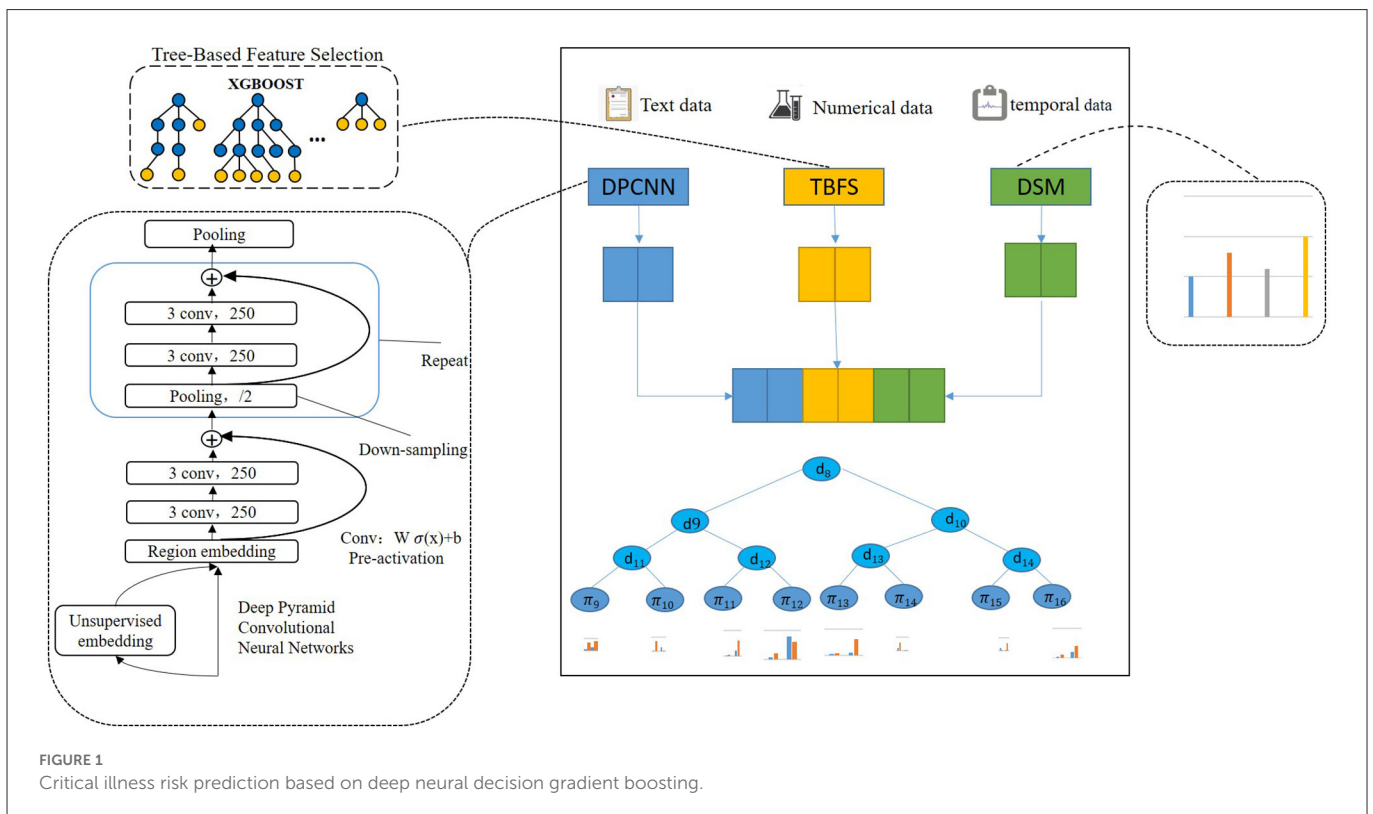 Tree-Based Feature Selection
XGBOOST
...
Pooling
+
3 conv，250
3 conv，250
Repeat
Pooling，/2
+
Down-sampling
3 conv，250
3 conv，250
Conv：W σ(x)+b
Pre-activation
Region embedding
Unsupervised
embedding
Deep Pyramid
Convolutional
Neural Networks
Text data
Numerical data
temporal data
DPCNN
TBFS
DSM
d₈
d9
d₁₀
d₁₁
d₁₂
d₁₃
d₁₄
π₉
π₁₀
π₁₁
π₁₂
π₁₃
π₁₄
π₁₅
π₁₆
FIGURE 1
Critical illness risk prediction based on deep neural decision gradient boosting.